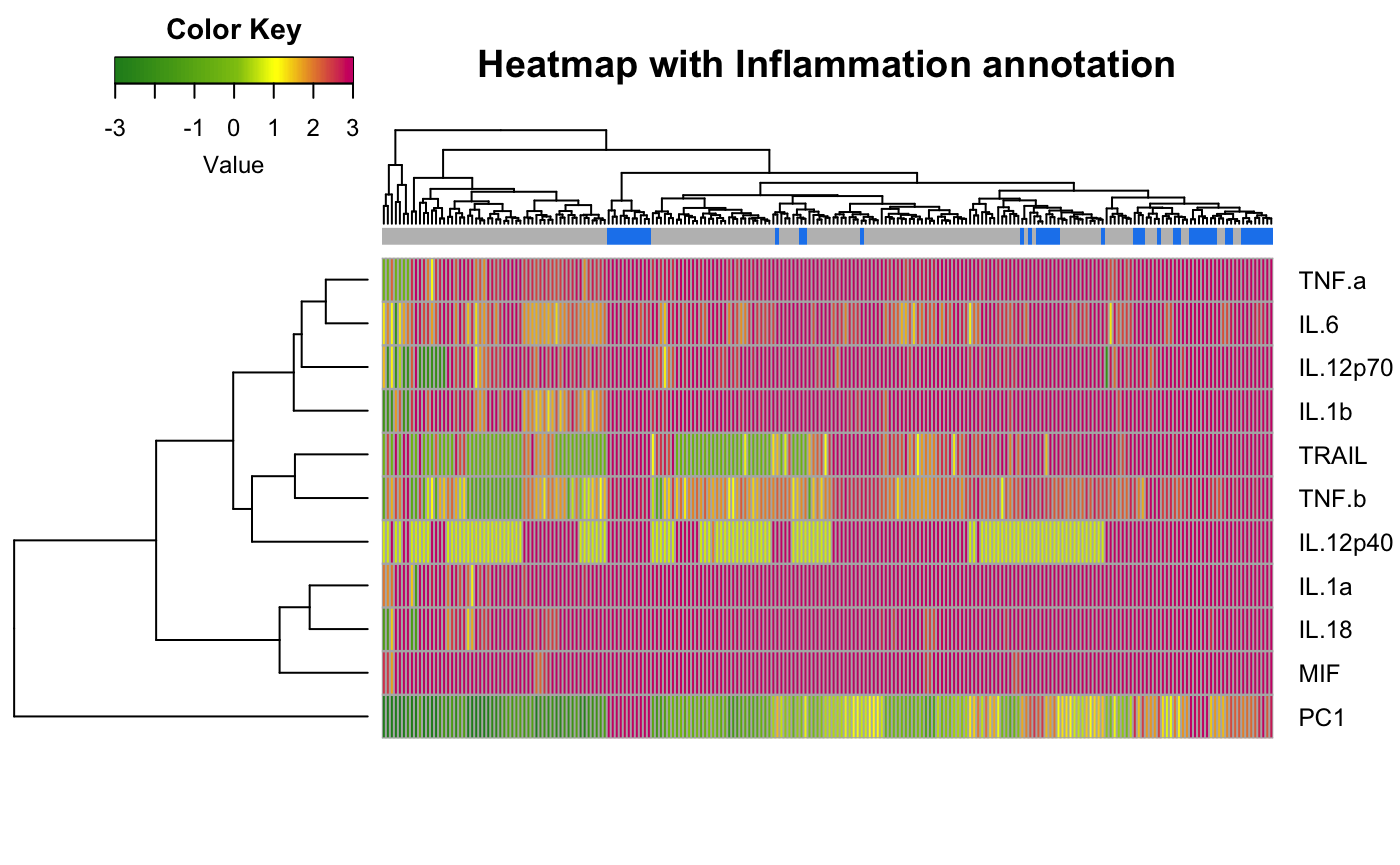 Color Key
-3 -1 0 1 2 3
Value
Heatmap with Inflammation annotation
TNF.a
IL.6
IL.12p70
IL.1b
TRAIL
TNF.b
IL.12p40
IL.1a
IL.18
MIF
PC1